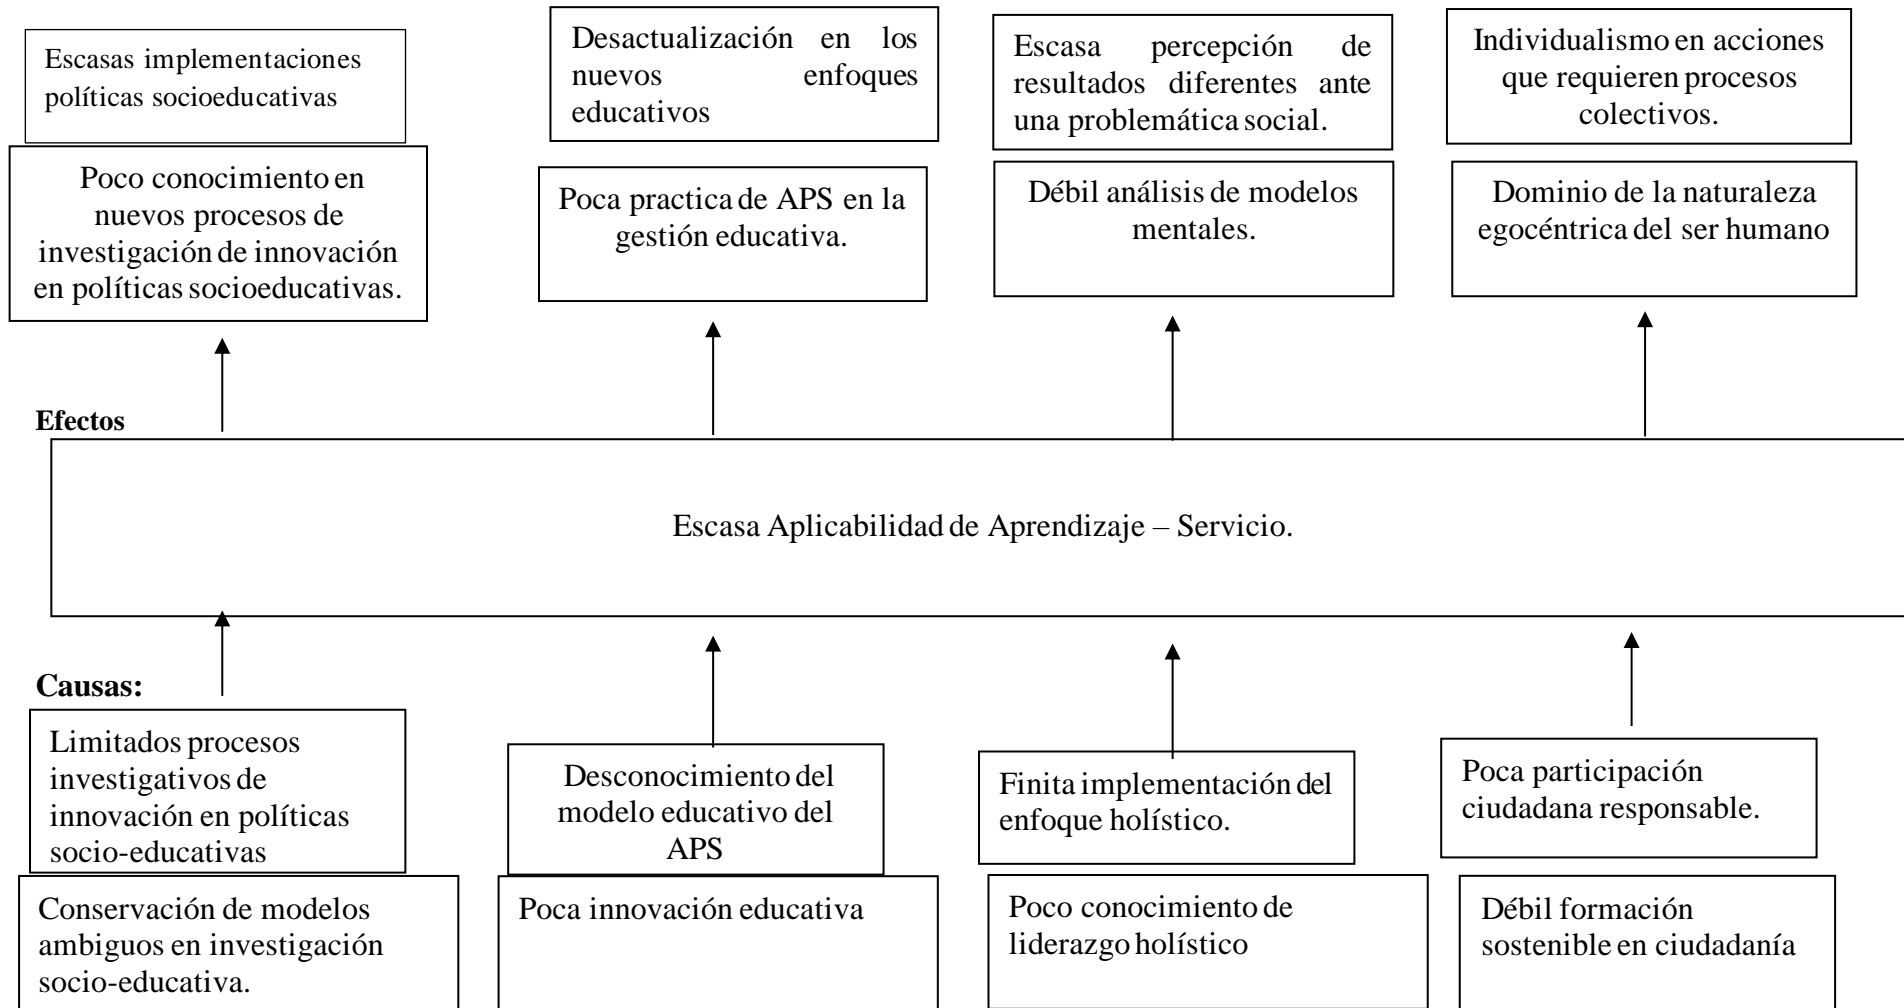 Escasas implementaciones
políticas socioeducativas
Desactualización en los
nuevos enfoques
educativos
Escasa percepción de
resultados diferentes ante
una problemática social.
Individualismo en acciones
que requieren procesos
colectivos.
Poco conocimiento en
nuevos procesos de
investigación de innovación
en políticas socioeducativas.
Poca practica de APS en la
gestión educativa.
Débil análisis de modelos
mentales.
Dominio de la naturaleza
egocéntrica del ser humano
Efectos
Escasa Aplicabilidad de Aprendizaje – Servicio.
Causas:
Limitados procesos
investigativos de
innovación en políticas
socio-educativas
Desconocimiento del
modelo educativo del
APS
Finita implementación del
enfoque holístico.
Poca participación
ciudadana responsable.
Conservación de modelos
ambiguos en investigación
socio-educativa.
Poca innovación educativa
Poco conocimiento de
liderazgo holístico
Débil formación
sostenible en ciudadanía